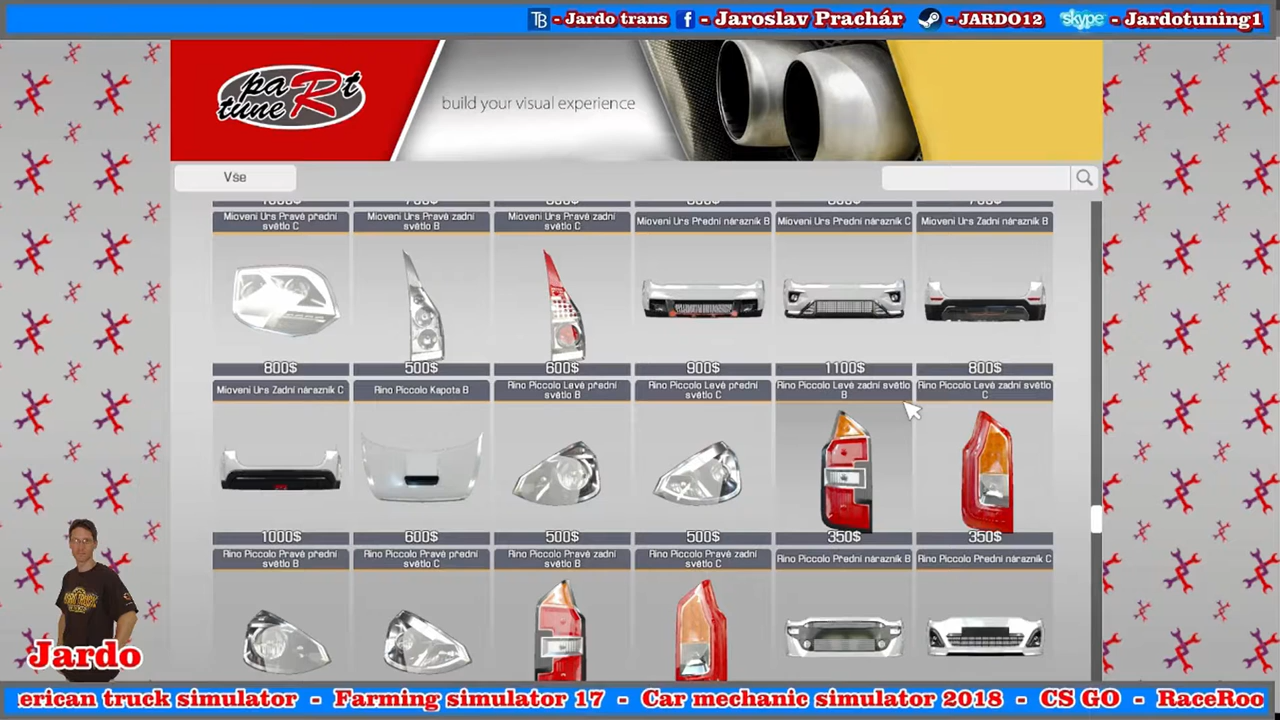 TB - Jardo trans f - Jaroslav Prachár - JARDO12 skype - Jardotuning1
paRt
tune
build your visual experience
Vše
Mioveni Urs Pravé přední
světlo C
Mioveni Urs Pravé zadní
světlo B
Mioveni Urs Pravé zadní
světlo C
Mioveni Urs Přední nárazník B
Mioveni Urs Přední nárazník C
Mioveni Urs Zadní nárazník B
800$ 500$ 600$ 900$ 1100$ 800$
Mioveni Urs Zadní nárazník C
Rino Piccolo Kapota B
Rino Piccolo Levé přední
světlo B
Rino Piccolo Levé přední
světlo C
Rino Piccolo Levé zadní světlo
B
Rino Piccolo Levé zadní světlo
C
1000$ 600$ 500$ 500$ 350$ 350$
Rino Piccolo Pravé přední
světlo B
Rino Piccolo Pravé přední
světlo C
Rino Piccolo Pravé zadní
světlo B
Rino Piccolo Pravé zadní
světlo C
Rino Piccolo Přední nárazník B
Rino Piccolo Přední nárazník C
Jardo
erican truck simulator - Farming simulator 17 - Car mechanic simulator 2018 - CS GO - RaceRoo